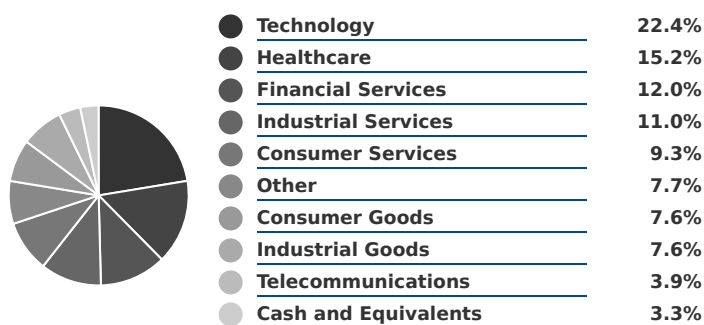 Technology 22.4%
Healthcare 15.2%
Financial Services 12.0%
Industrial Services 11.0%
Consumer Services 9.3%
Other 7.7%
Consumer Goods 7.6%
Industrial Goods 7.6%
Telecommunications 3.9%
Cash and Equivalents 3.3%